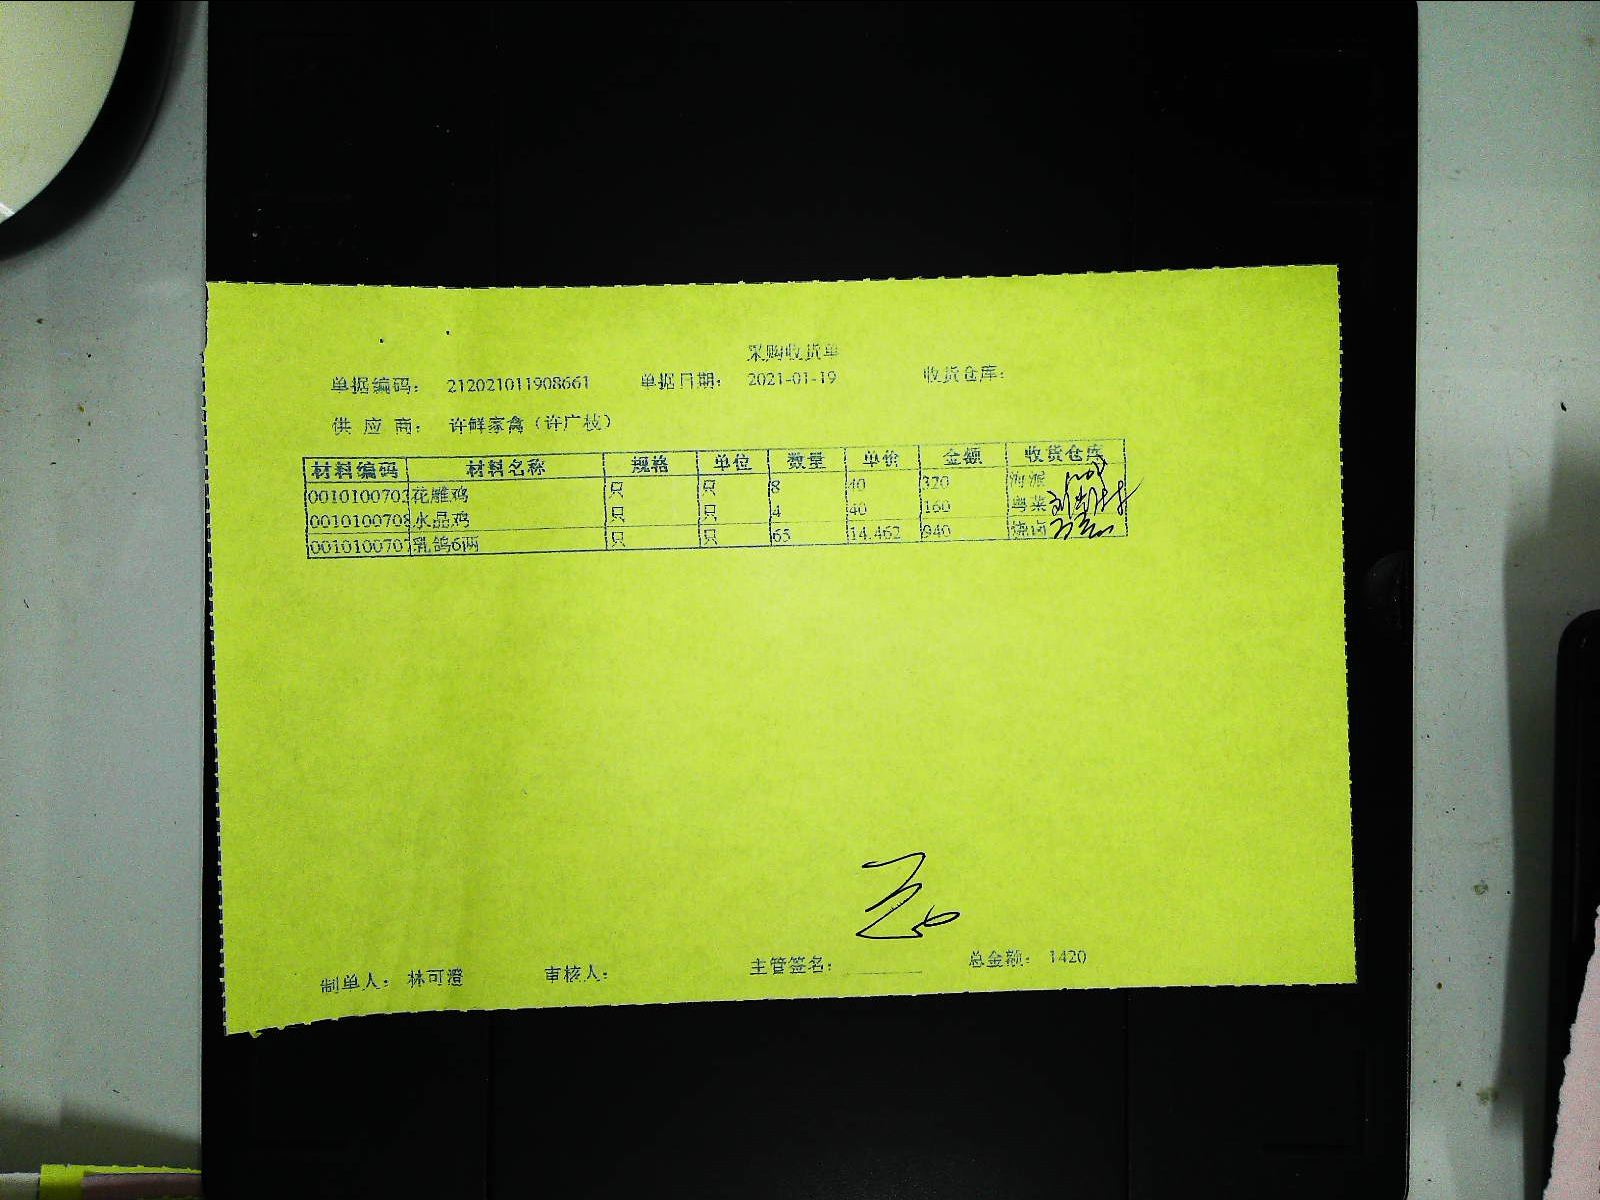 采购收货单
单据编码： 212021011908661 单据日期： 2021-01-19 收货仓库：
供 应 商： 许鲜家禽（许广枝）
材料编码 材料名称 规格 单位 数量 单价 金额 收货仓库
0010100702 花雕鸡 只 只 8 40 320 海派
0010100708 水晶鸡 只 只 4 40 160 粤菜
0010100707 乳鸽6两 只 只 65 14.462 940 烧卤
制单人： 林可澄 审核人： 主管签名： 总金额： 1420